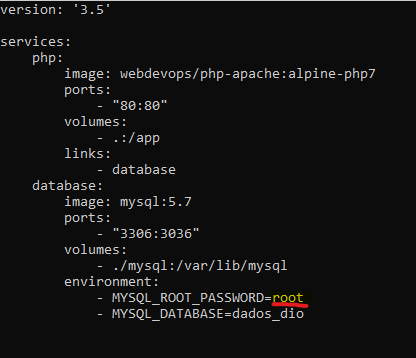 version: '3.5'
services:
php:
image: webdevops/php-apache:alpine-php7
ports:
- "80:80"
volumes:
- .:/app
links:
- database
database:
image: mysql:5.7
ports:
- "3306:3036"
volumes:
- ./mysql:/var/lib/mysql
environment:
- MYSQL_ROOT_PASSWORD=root
- MYSQL_DATABASE=dados_dio